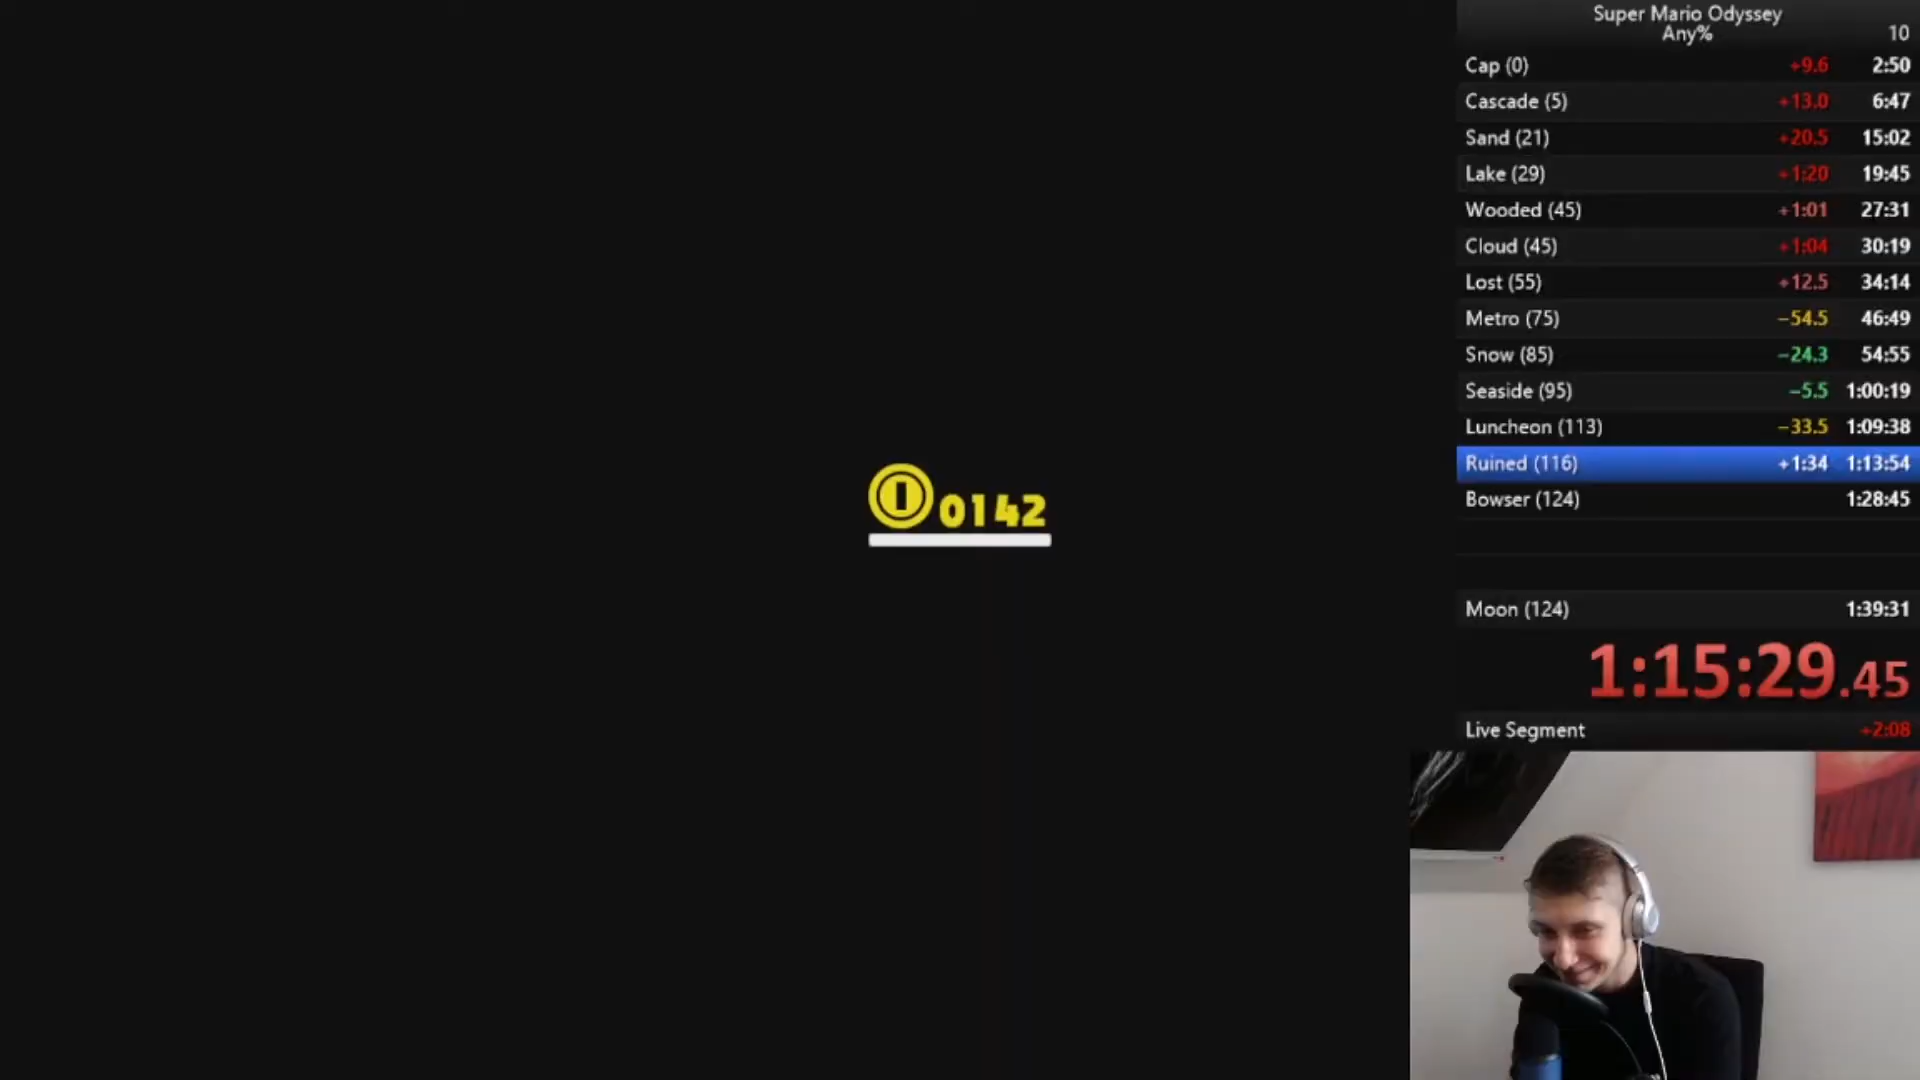 Super Mario Odyssey
Any%
10
Cap (0) +9.6 2:50
Cascade (5) +13.0 6:47
Sand (21) +20.5 15:02
Lake (29) +1:20 19:45
Wooded (45) +1:01 27:31
Cloud (45) +1:04 30:19
Lost (55) +12.5 34:14
Metro (75) −54.5 46:49
Snow (85) −24.3 54:55
Seaside (95) −5.5 1:00:19
Luncheon (113) −33.5 1:09:38
Ruined (116) +1:34 1:13:54
Bowser (124) 1:28:45
Moon (124) 1:39:31
1:15:29.45
Live Segment +2:08
0142